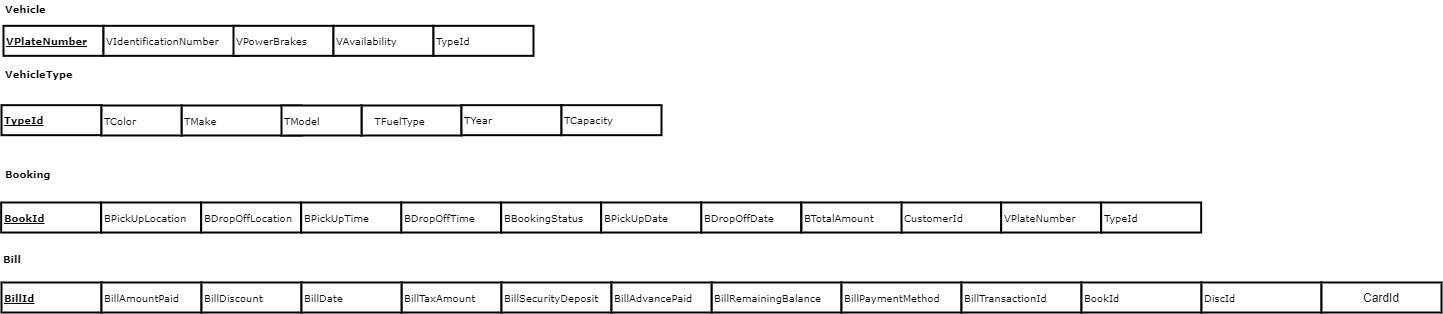 Vehicle
VPlateNumber VIdentificationNumber VPowerBrakes VAvailability TypeId
VehicleType
TypeId TColor TMake TModel TFuelType TYear TCapacity
Booking
BookId BPickUpLocation BDropOffLocation BPickUpTime BDropOffTime BBookingStatus BPickUpDate BDropOffDate BTotalAmount CustomerId VPlateNumber TypeId
Bill
BillId BillAmountPaid BillDiscount BillDate BillTaxAmount BillSecurityDeposit BillAdvancePaid BillRemainingBalance BillPaymentMethod BillTransactionId BookId DiscId CardId